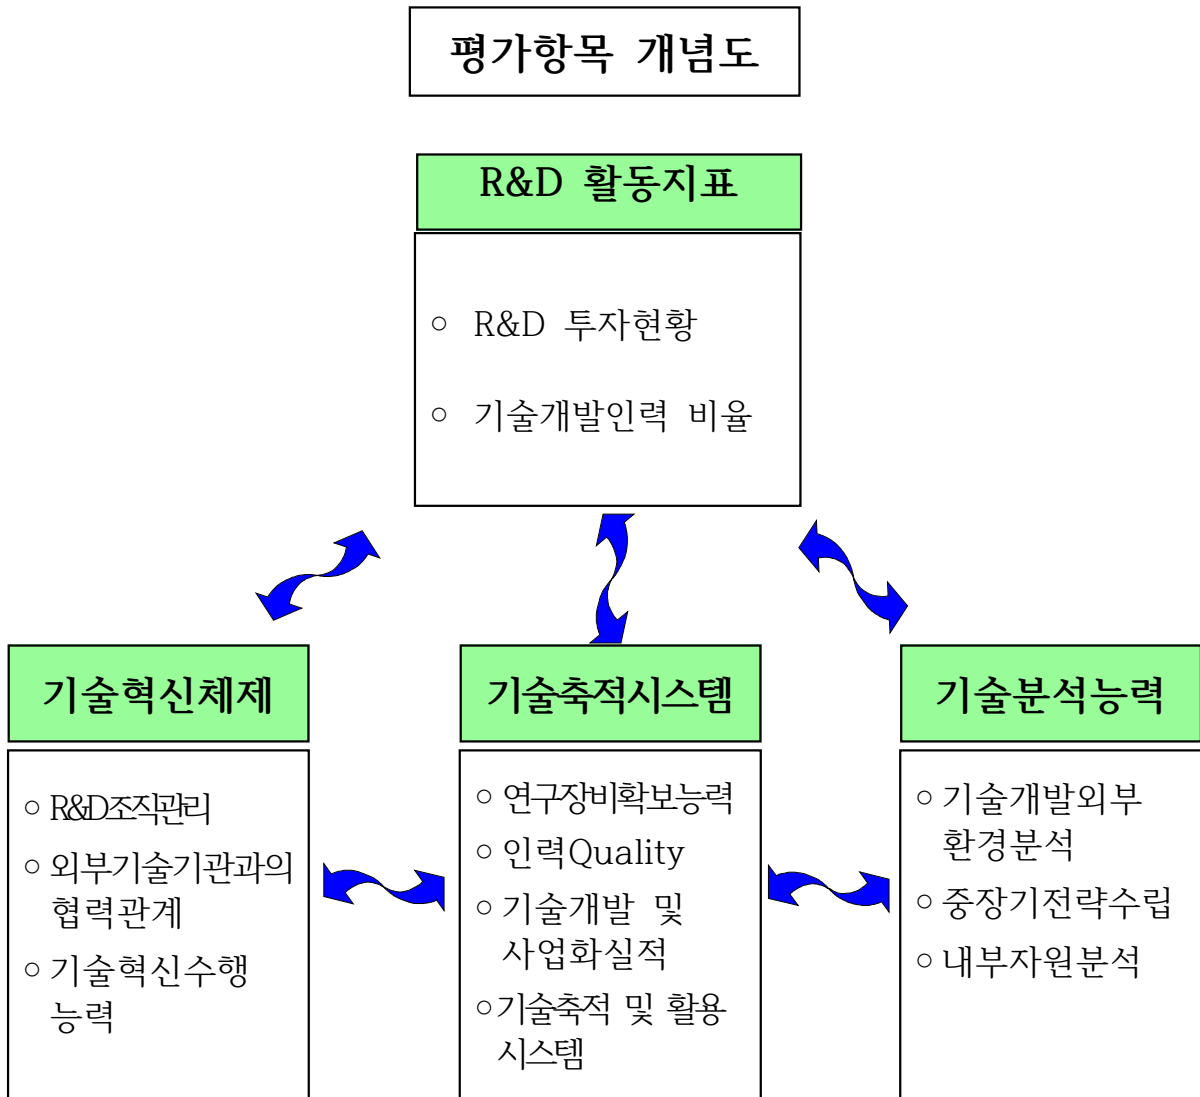 평가항목 개념도
R&D 활동지표
○ R&D 투자현황
○ 기술개발인력 비율
기술혁신체제
○ R&D조직관리
○ 외부기술기관과의
협력관계
○ 기술혁신수행
능력
기술축적시스템
○ 연구장비확보능력
○ 인력Quality
○ 기술개발 및
사업화실적
○ 기술축적 및 활용
시스템
기술분석능력
○ 기술개발외부
환경분석
○ 중장기전략수립
○ 내부자원분석